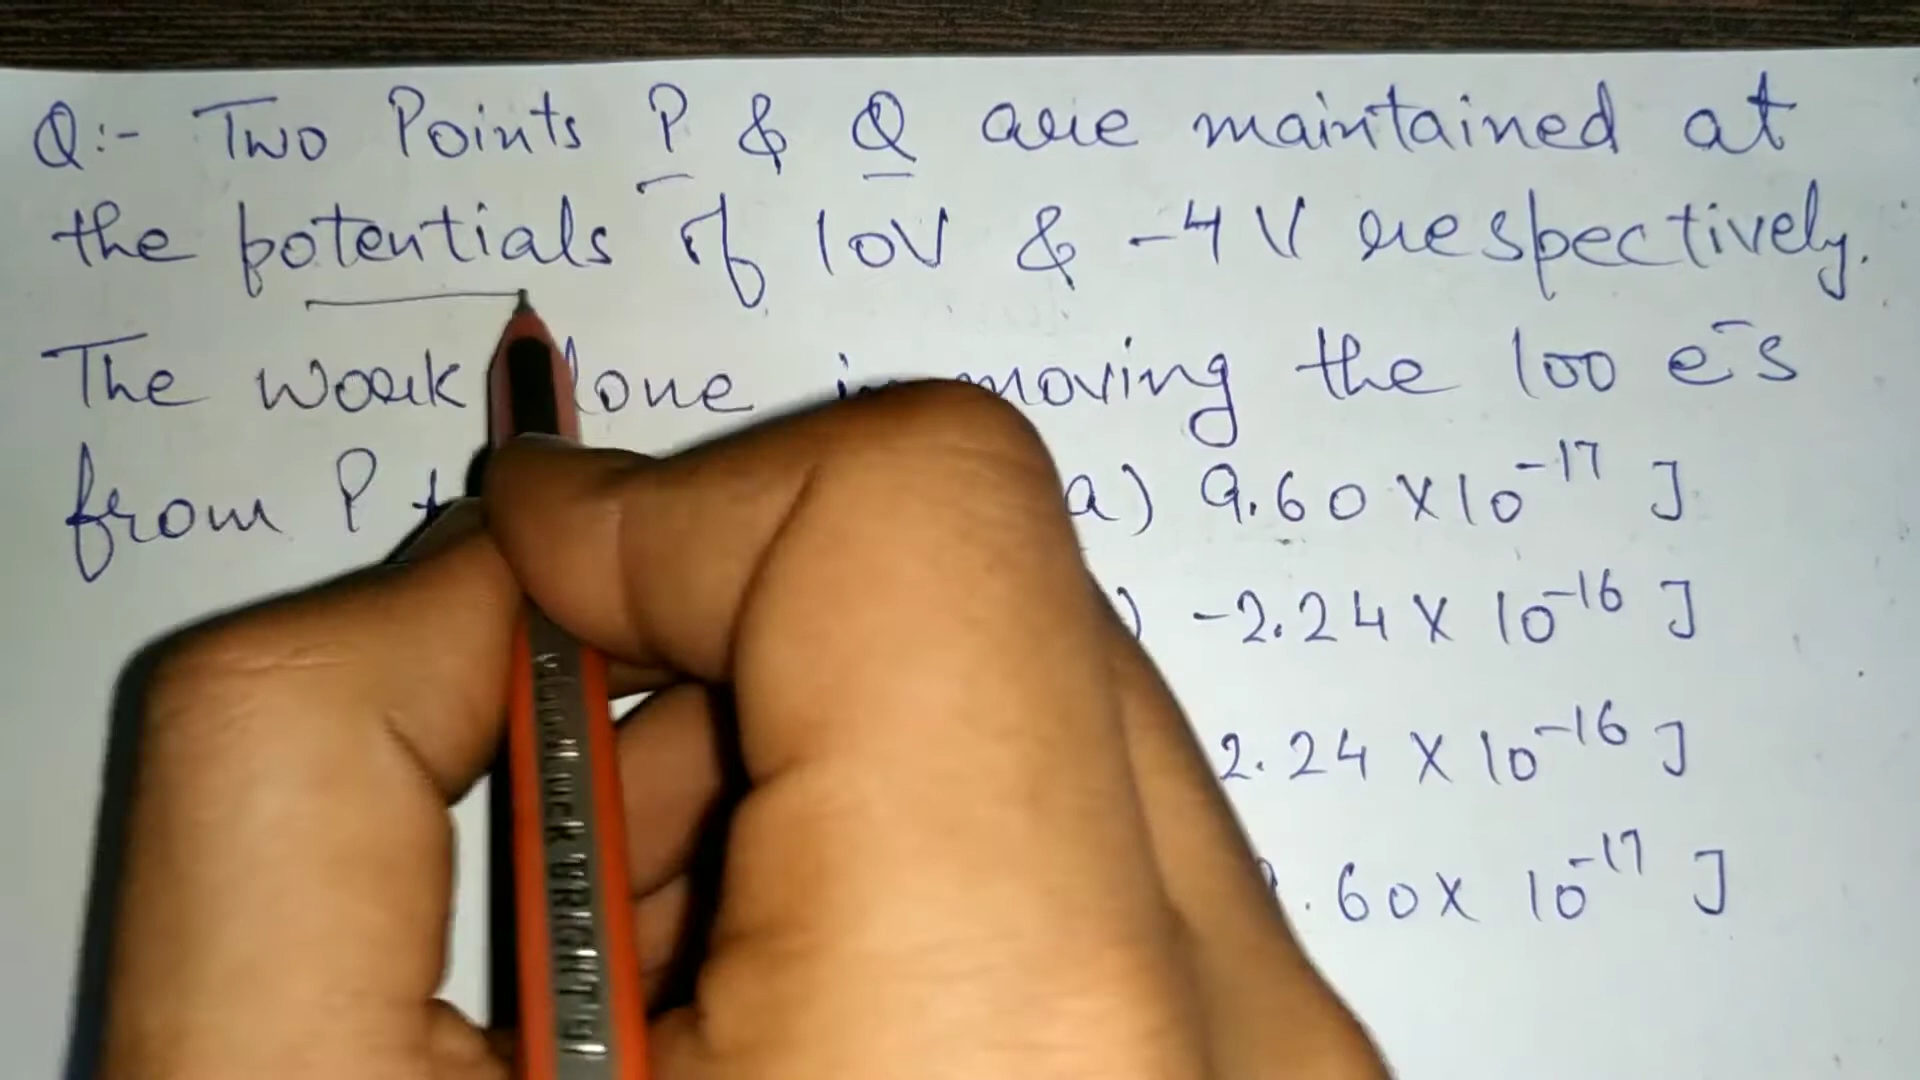 Q:- Two Points P & Q are maintained at
the potentials of 10V & -4V respectively.
The work done in moving the 100 e⁻s
from P
a) 9.60 X 10⁻¹⁷ J
) -2.24 X 10⁻¹⁶ J
2.24 X 10⁻¹⁶ J
.60 X 10⁻¹⁷ J